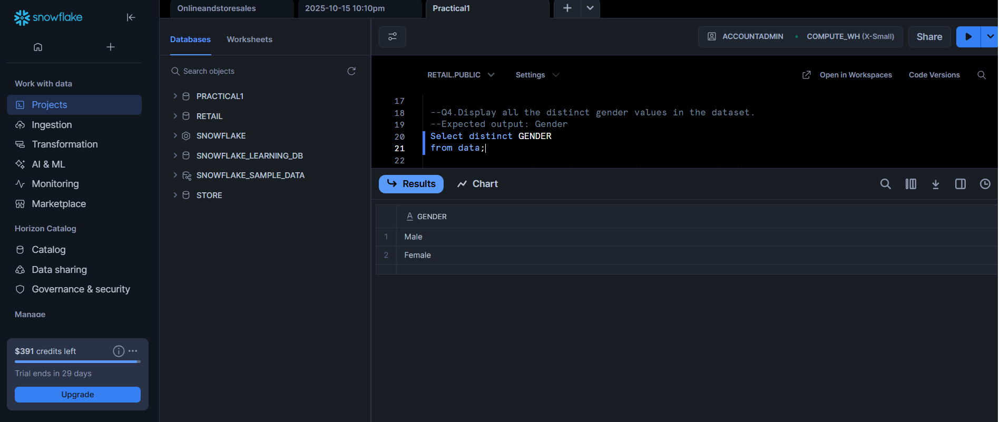 snowflake
Work with data
Projects
Ingestion
Transformation
AI & ML
Monitoring
Marketplace
Horizon Catalog
Catalog
Data sharing
Governance & security
Manage
$391 credits left
Trial ends in 29 days
Upgrade
Onlineandstoresales
2025-10-15 10:10pm
Practical1
Databases
Worksheets
Search objects
PRACTICAL1
RETAIL
SNOWFLAKE
SNOWFLAKE_LEARNING_DB
SNOWFLAKE_SAMPLE_DATA
STORE
ACCOUNTADMIN
COMPUTE_WH (X-Small)
Share
RETAIL.PUBLIC
Settings
Open in Workspaces
Code Versions
17
18 --Q4.Display all the distinct gender values in the dataset.
19 --Expected output: Gender
20 Select distinct GENDER
21 from data;
22
Results
Chart
A GENDER
1 Male
2 Female